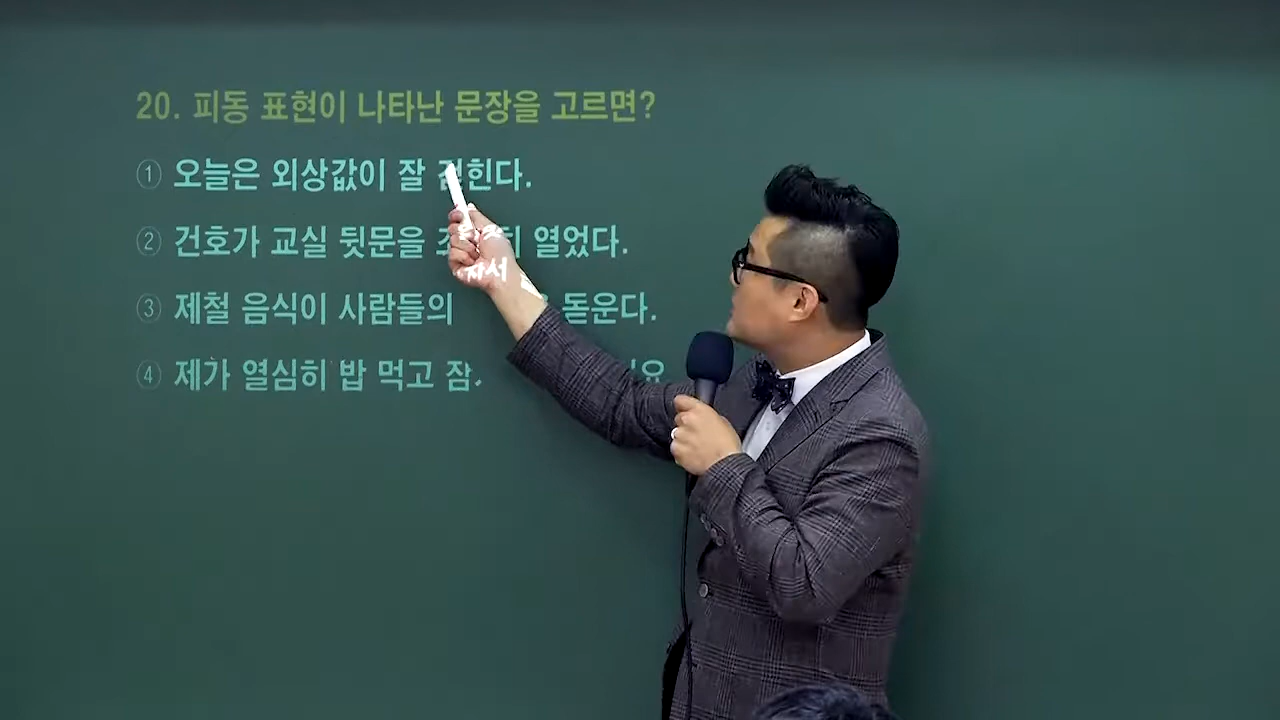 20. 피동 표현이 나타난 문장을 고르면?
① 오늘은 외상값이 잘 걷힌다.
② 건호가 교실 뒷문을 열었다.
③ 제철 음식이 사람들의 돋운다.
④ 제가 열심히 밥 먹고